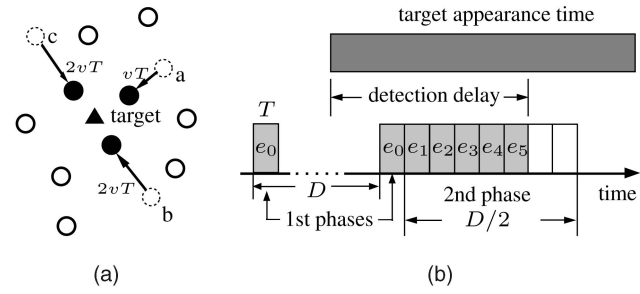 c
2vT
vT
a
target
2vT
b
(a)
target appearance time
detection delay
T
e0
e0 e1 e2 e3 e4 e5
D
2nd phase
time
1st phases
D/2
(b)